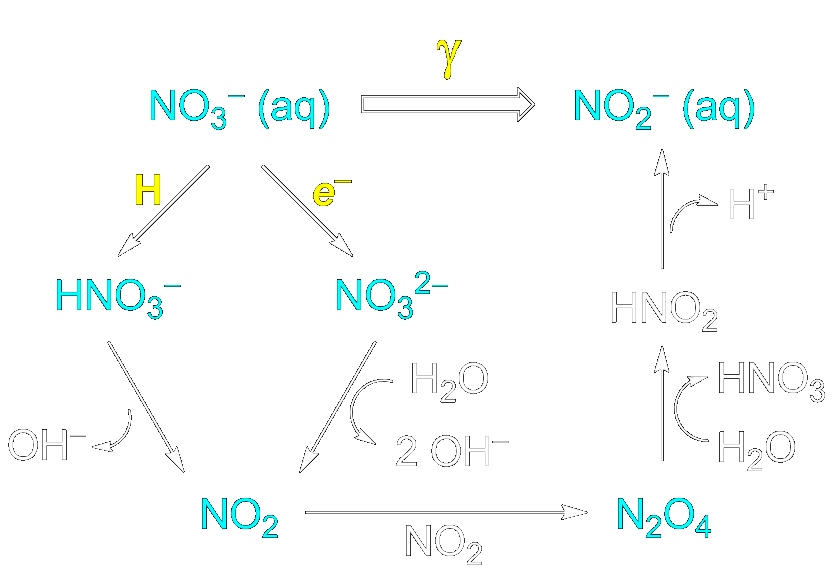 γ
NO₃⁻ (aq) NO₂⁻ (aq)
H e⁻ H⁺
HNO₃⁻ NO₃²⁻ HNO₂
H₂O HNO₃
OH⁻ 2 OH⁻ H₂O
NO₂ N₂O₄
NO₂